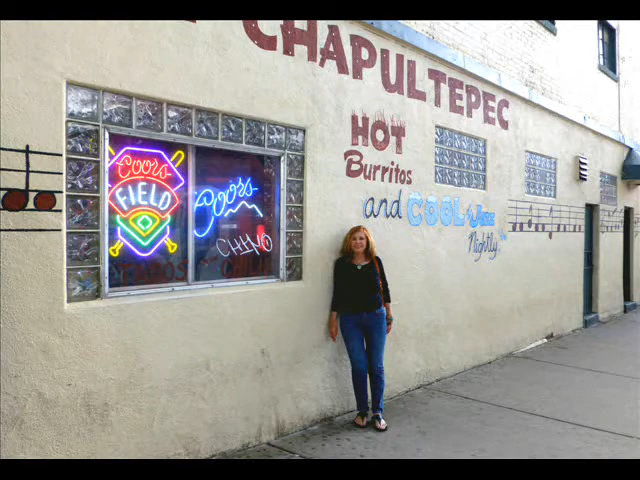 CHAPULTEPEC
HOT
Burritos
and COOL Jazz
Nightly
Coors
FIELD
Coors
CHINO